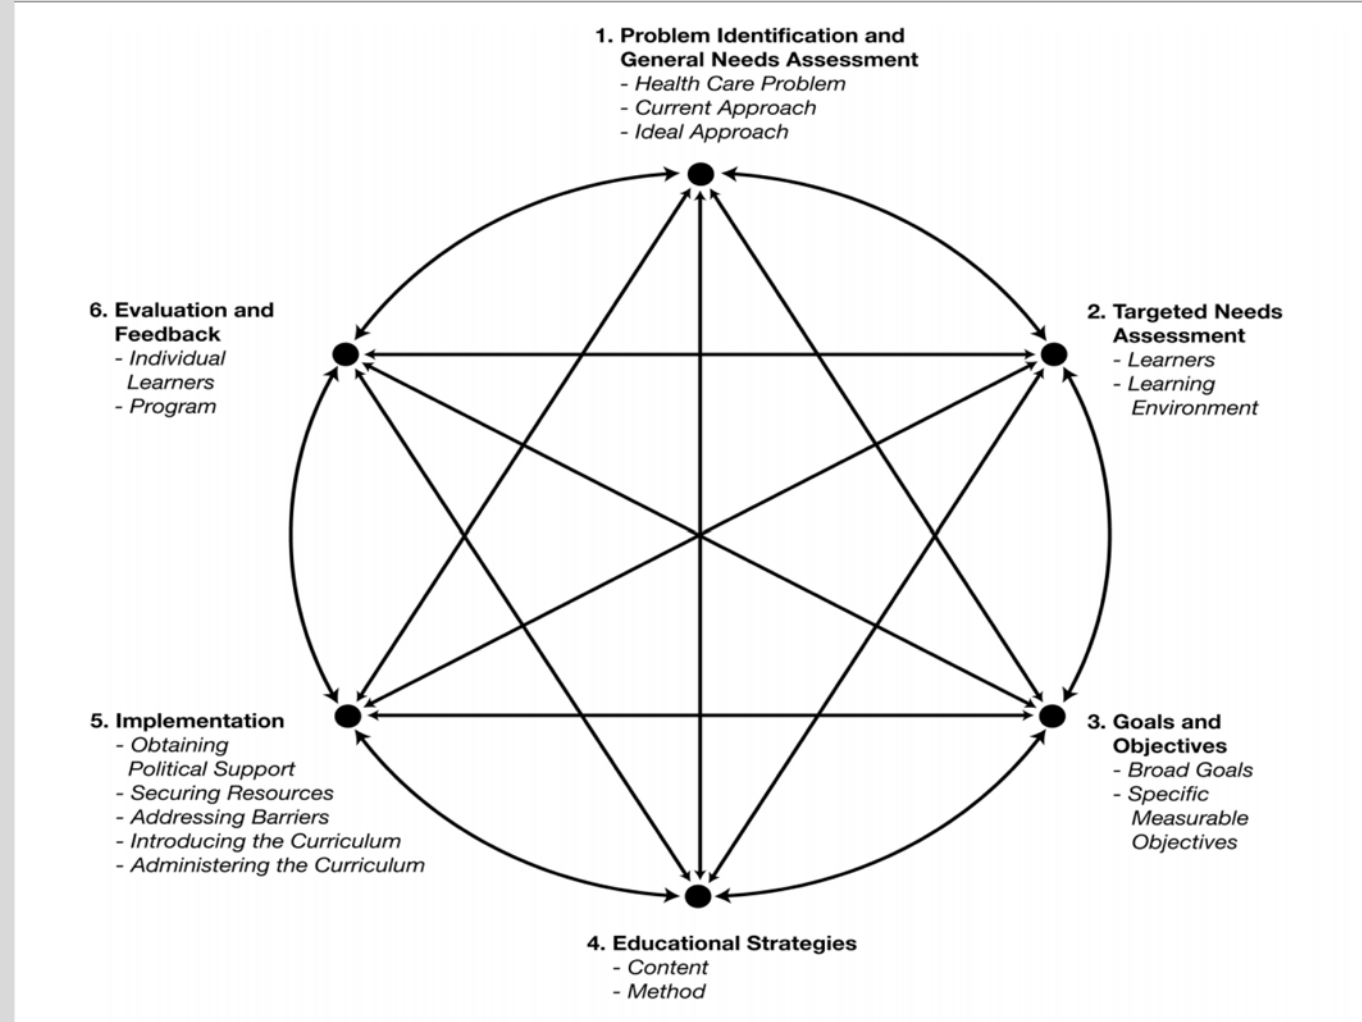 1. Problem Identification and
General Needs Assessment
- Health Care Problem
- Current Approach
- Ideal Approach
2. Targeted Needs
Assessment
- Learners
- Learning
Environment
3. Goals and
Objectives
- Broad Goals
- Specific
Measurable
Objectives
4. Educational Strategies
- Content
- Method
5. Implementation
- Obtaining
Political Support
- Securing Resources
- Addressing Barriers
- Introducing the Curriculum
- Administering the Curriculum
6. Evaluation and
Feedback
- Individual
Learners
- Program